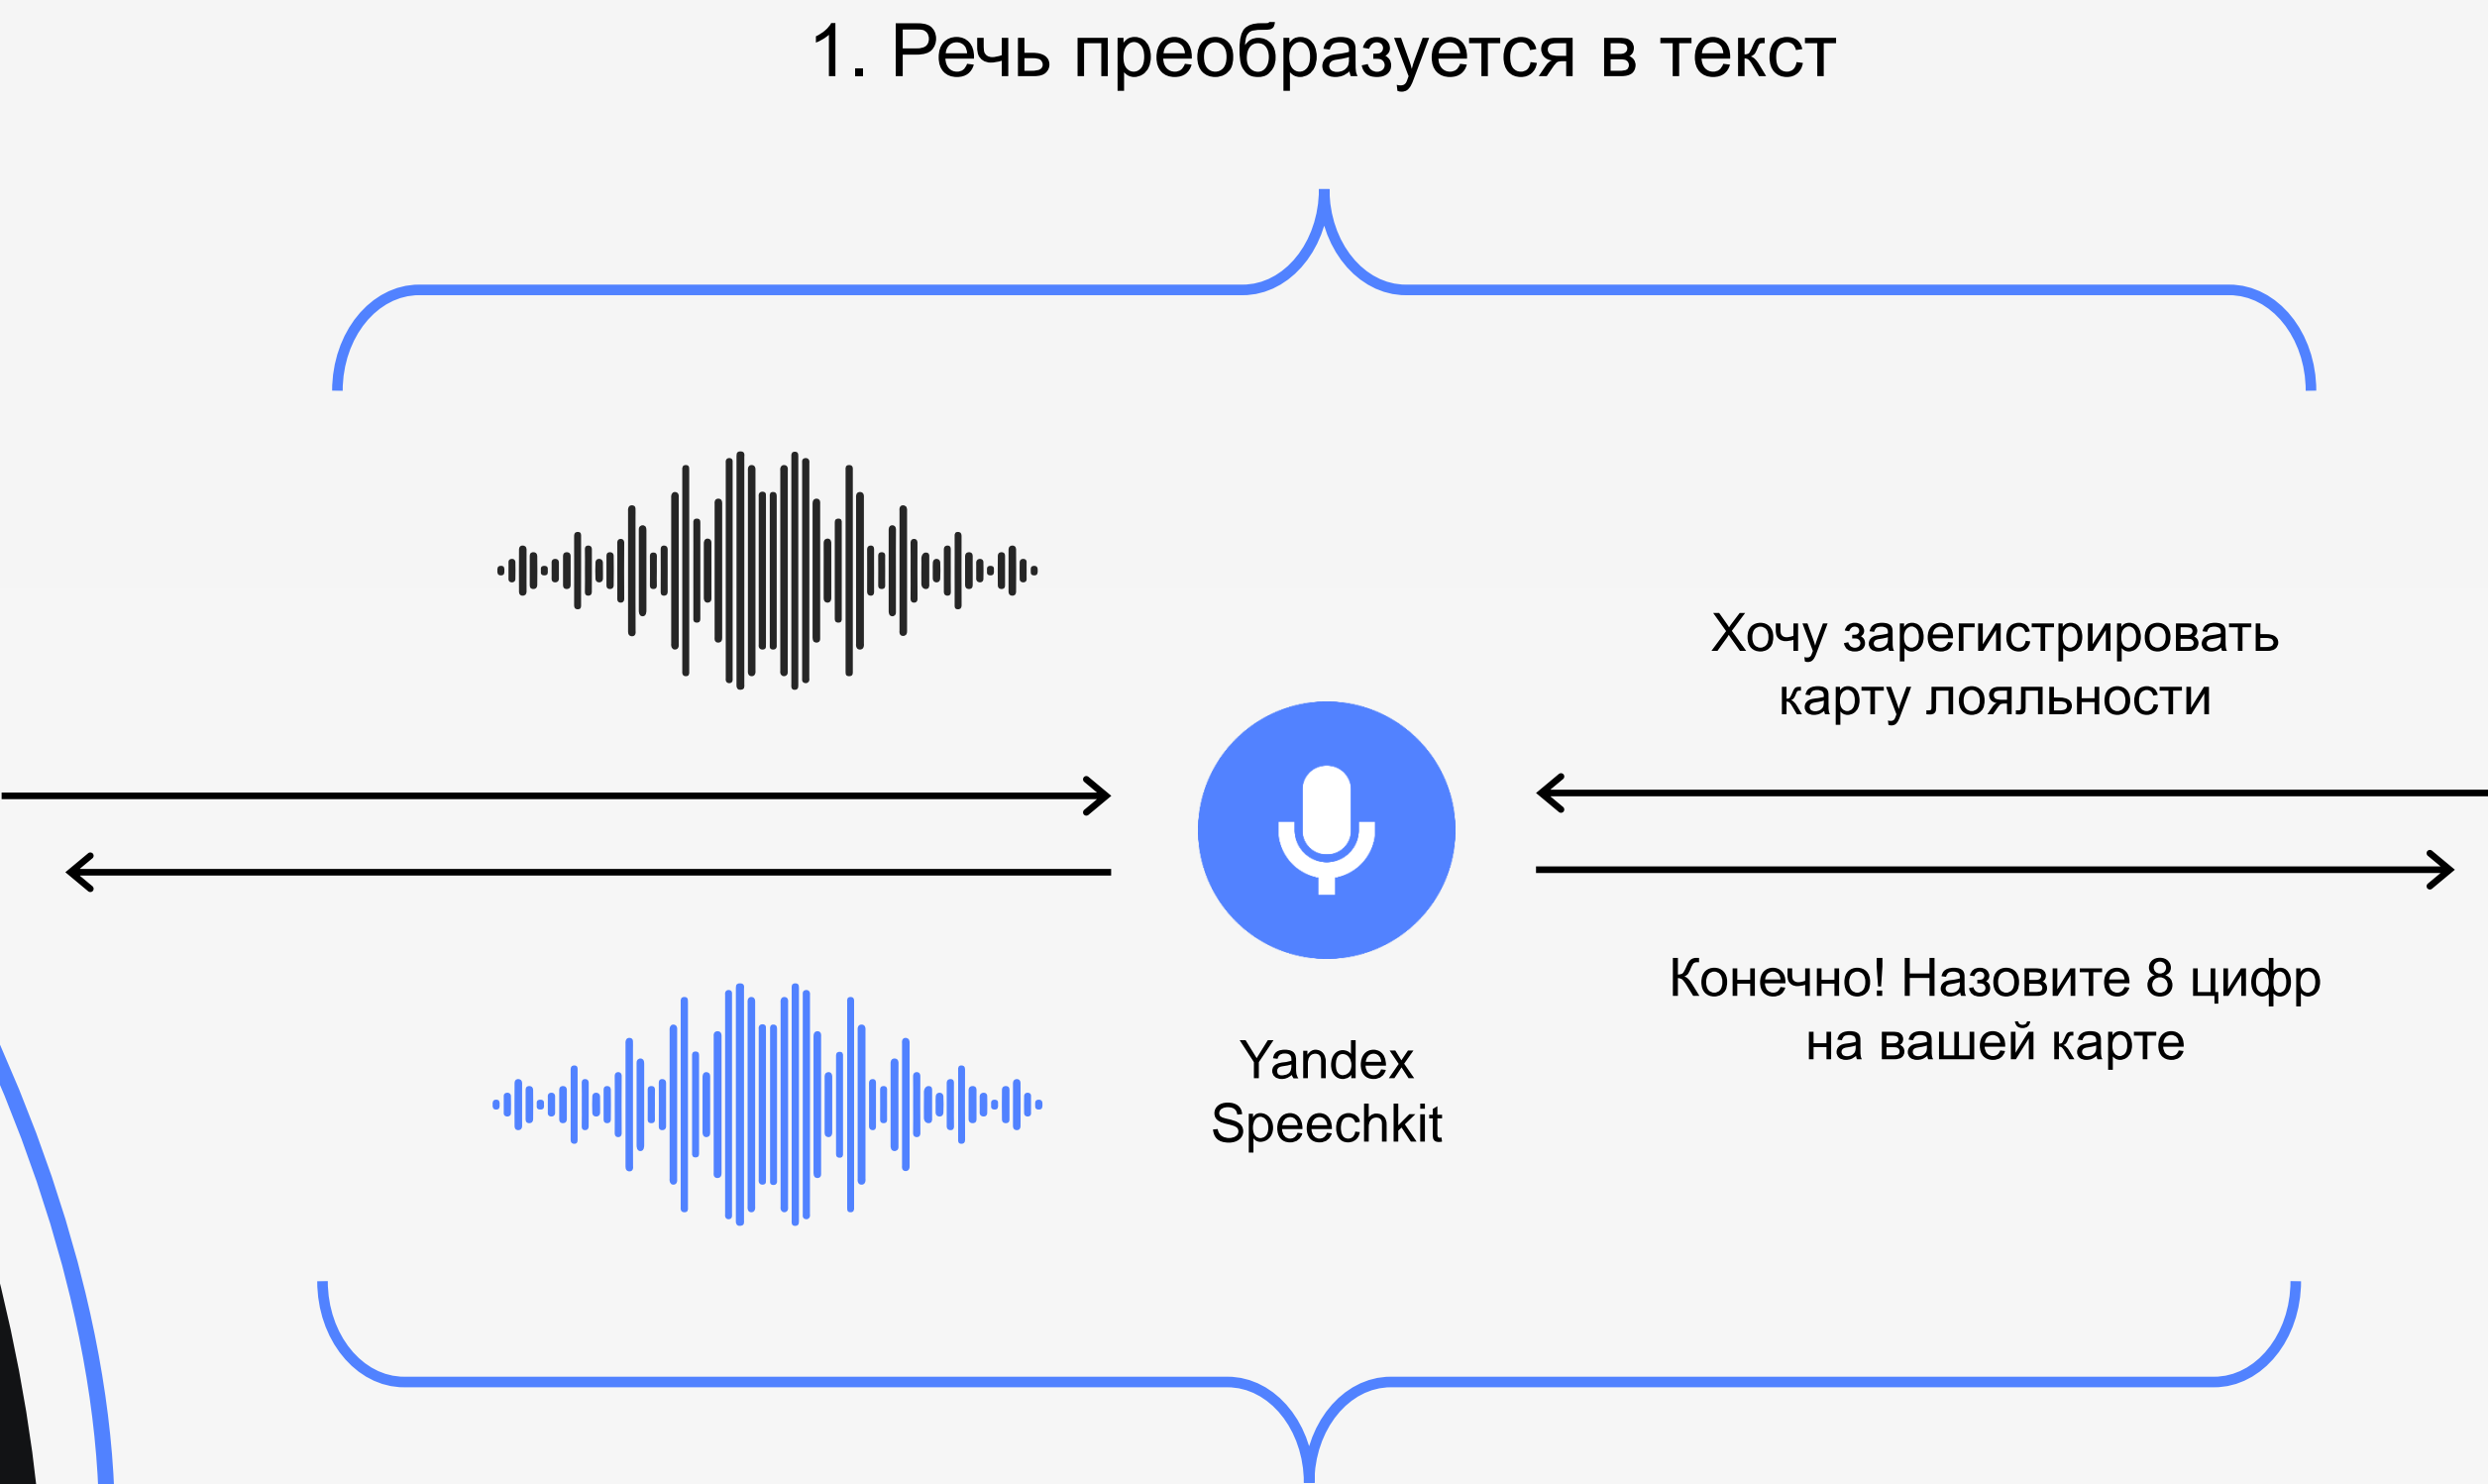 1. Речь преобразуется в текст
Хочу зарегистрировать
карту лояльности
Конечно! Назовите 8 цифр
на вашей карте
Yandex
Speechkit